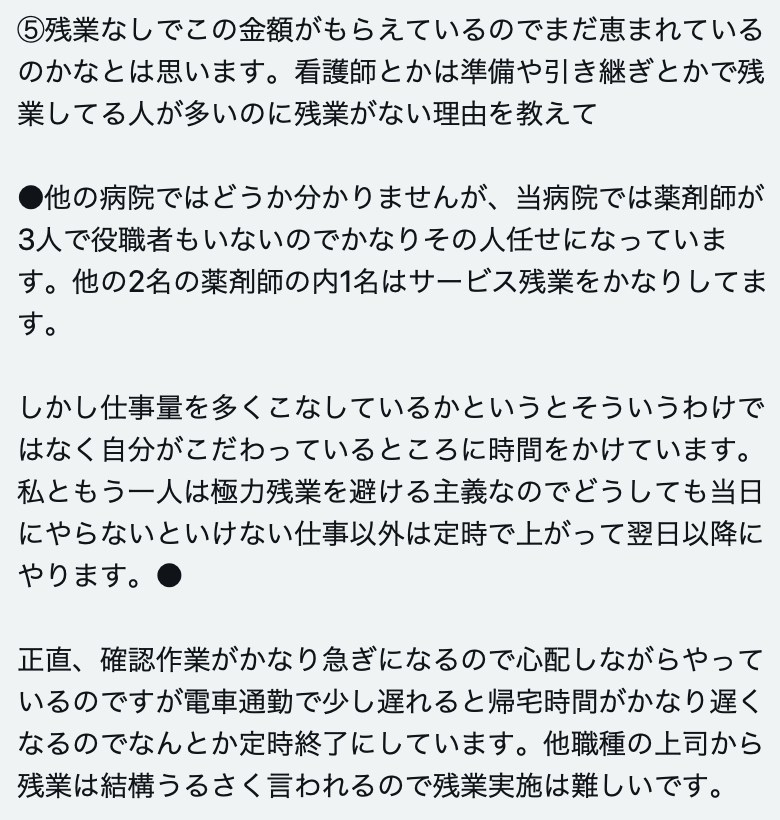 ⑤残業なしでこの金額がもらえているのでまだ恵まれている
のかなとは思います。看護師とかは準備や引き継ぎとかで残
業してる人が多いのに残業がない理由を教えて
●他の病院ではどうか分かりませんが、当病院では薬剤師が
3人で役職者もいないのでかなりその人任せになっていま
す。他の2名の薬剤師の内1名はサービス残業をかなりしてま
す。
しかし仕事量を多くこなしているかというとそういうわけで
はなく自分がこだわっているところに時間をかけています。
私ともう一人は極力残業を避ける主義なのでどうしても当日
にやらないといけない仕事以外は定時で上がって翌日以降に
やります。●
正直、確認作業がかなり急ぎになるので心配しながらやって
いるのですが電車通勤で少し遅れると帰宅時間がかなり遅く
なるのでなんとか定時終了にしています。他職種の上司から
残業は結構うるさく言われるので残業実施は難しいです。